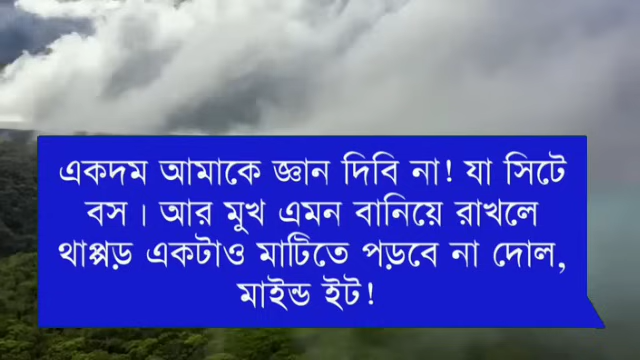 একদম আমাকে জ্ঞান দিবি না! যা সিটে
বস। আর মুখ এমন বানিয়ে রাখলে
থাপ্পড় একটাও মাটিতে পড়বে না দোল,
মাইন্ড ইট!